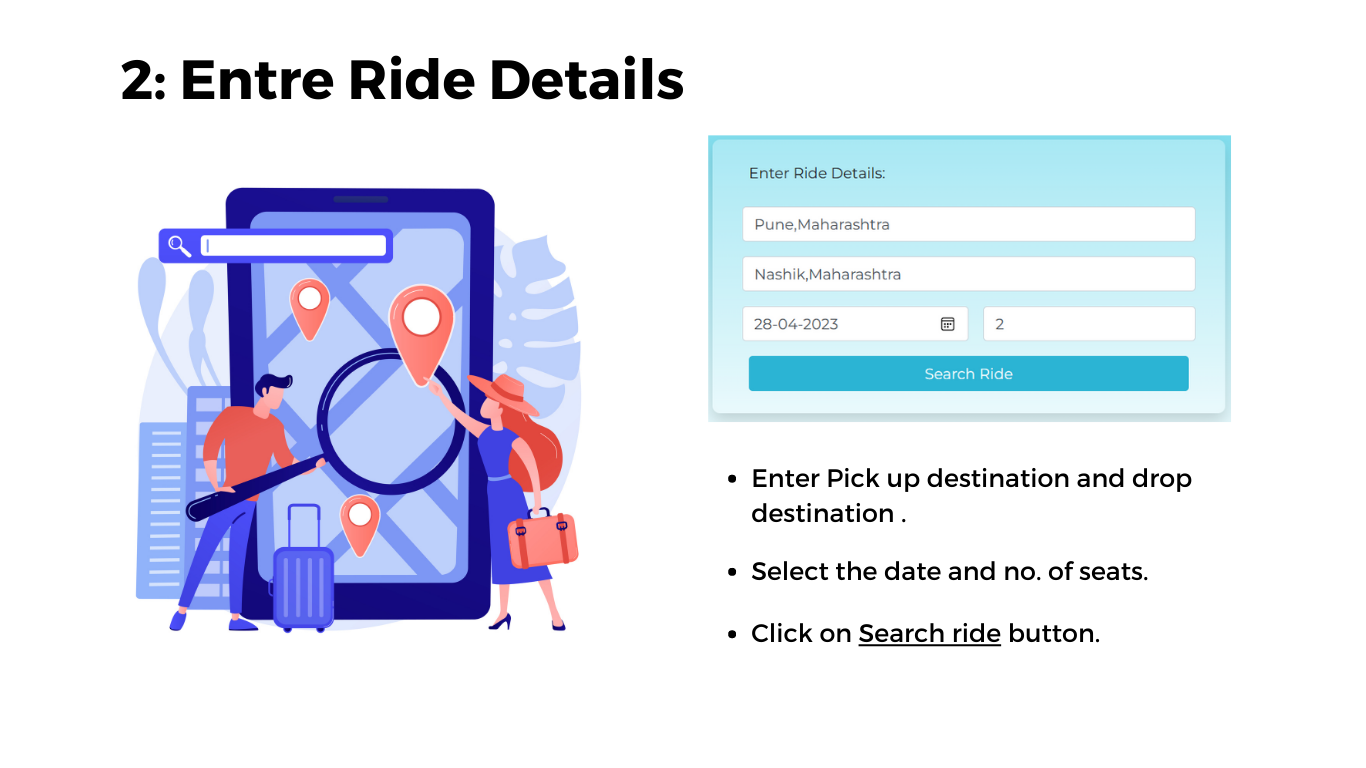 2: Entre Ride Details
Enter Ride Details:
Pune,Maharashtra
Nashik,Maharashtra
28-04-2023
2
Search Ride
• Enter Pick up destination and drop
destination .
• Select the date and no. of seats.
• Click on Search ride button.